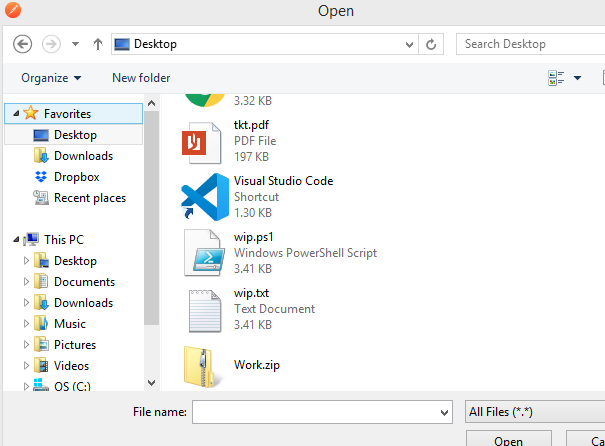 Open
Desktop
Search Desktop
Organize
New folder
Favorites
Desktop
Downloads
Dropbox
Recent places
This PC
Desktop
Documents
Downloads
Music
Pictures
Videos
OS (C:)
3.32 KB
tkt.pdf
PDF File
197 KB
Visual Studio Code
Shortcut
1.30 KB
wip.ps1
Windows PowerShell Script
3.41 KB
wip.txt
Text Document
3.41 KB
Work.zip
File name:
All Files (*.*)
Open
Ca